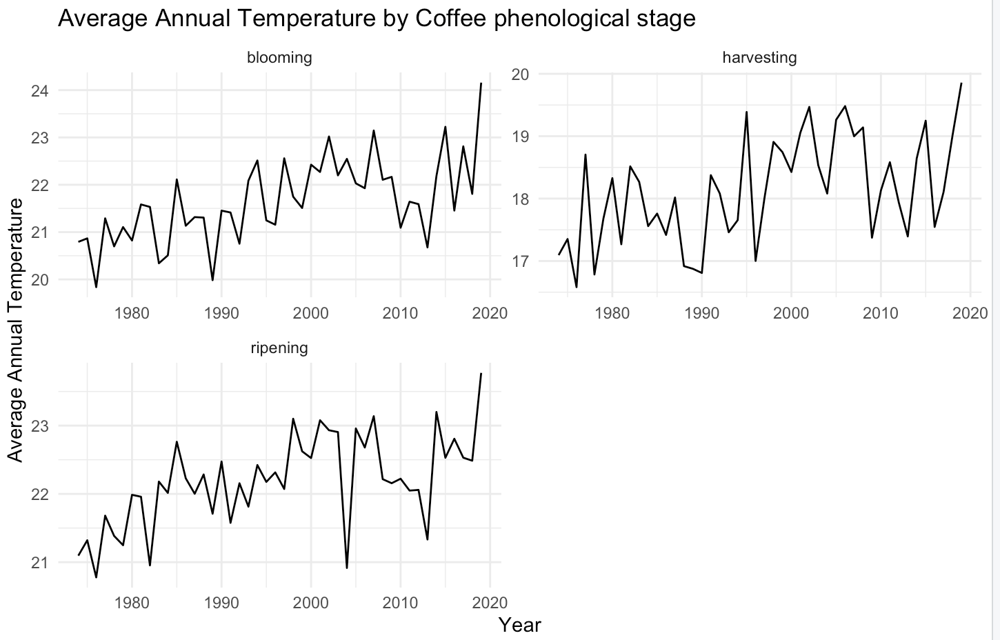 Average Annual Temperature by Coffee phenological stage
blooming
harvesting
24
23
22
21
20
20
19
18
17
1980 1990 2000 2010 2020
1980 1990 2000 2010 2020
ripening
23
22
21
1980 1990 2000 2010 2020
Average Annual Temperature
Year